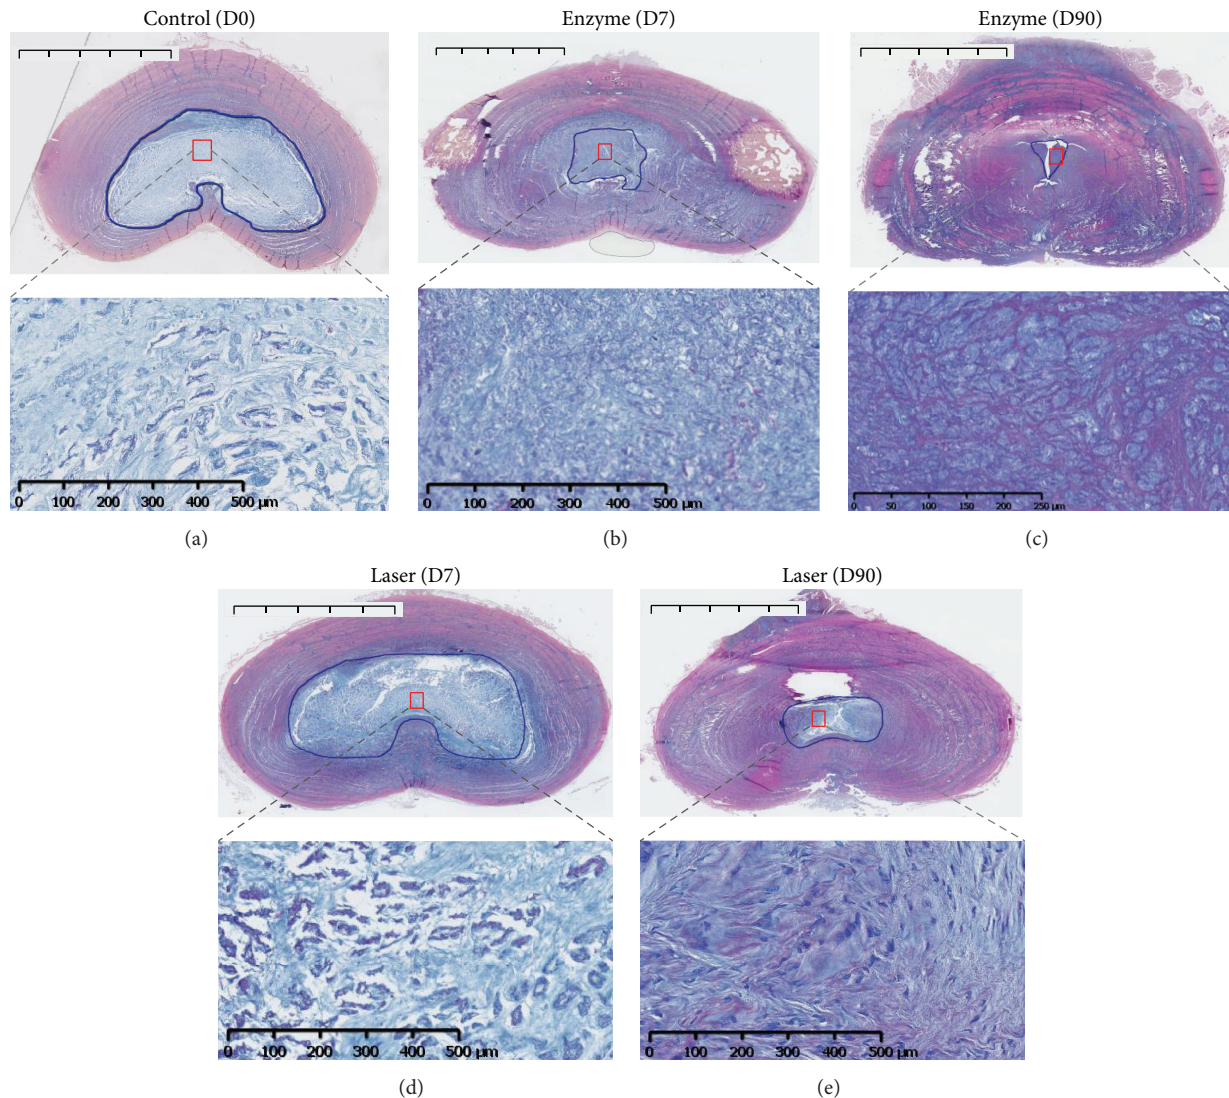 Control (D0)
Enzyme (D7)
Enzyme (D90)
0 100 200 300 400 500 µm
0 100 200 300 400 500 µm
0 50 100 150 200 250 µm
(a)
(b)
(c)
Laser (D7)
Laser (D90)
0 100 200 300 400 500 µm
0 100 200 300 400 500 µm
(d)
(e)